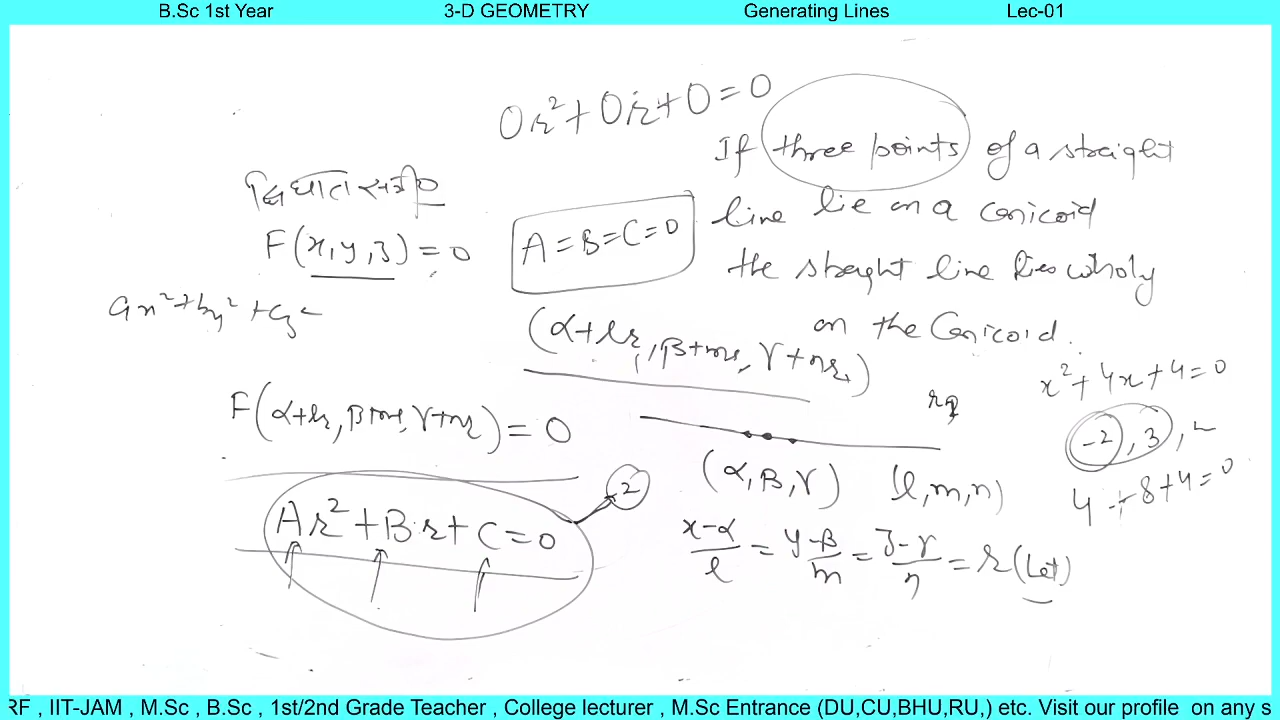 B.Sc 1st Year 3-D GEOMETRY Generating Lines Lec-01
0r² + 0r + 0 = 0
If three points of a straight
line lie on a Conicoid
the straight line lies wholy
on the Conicoid.
द्विघात समी०
F(x,y,z) = 0
A = B = C = 0
ax² + by² + cz²
(α+lr, β+mr, γ+nr)
F(α+lr, β+mr, γ+nr) = 0
x² + 4x + 4 = 0
-2, 3,
4 - 8 + 4 = 0
(α, β, γ) (l, m, n)
Ar² + B.r + C = 0
2
x-α/l = y-β/m = z-γ/n = r (Let)
RF , IIT-JAM , M.Sc , B.Sc , 1st/2nd Grade Teacher , College lecturer , M.Sc Entrance (DU,CU,BHU,RU,) etc. Visit our profile on any s